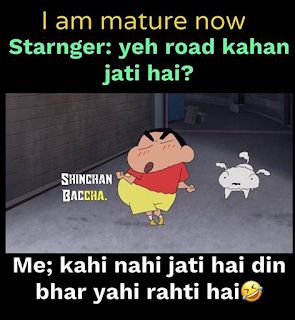 I am mature now
Starnger: yeh road kahan
jati hai?
SHINCHAN
BACCHA.
Me; kahi nahi jati hai din
bhar yahi rahti hai🤣